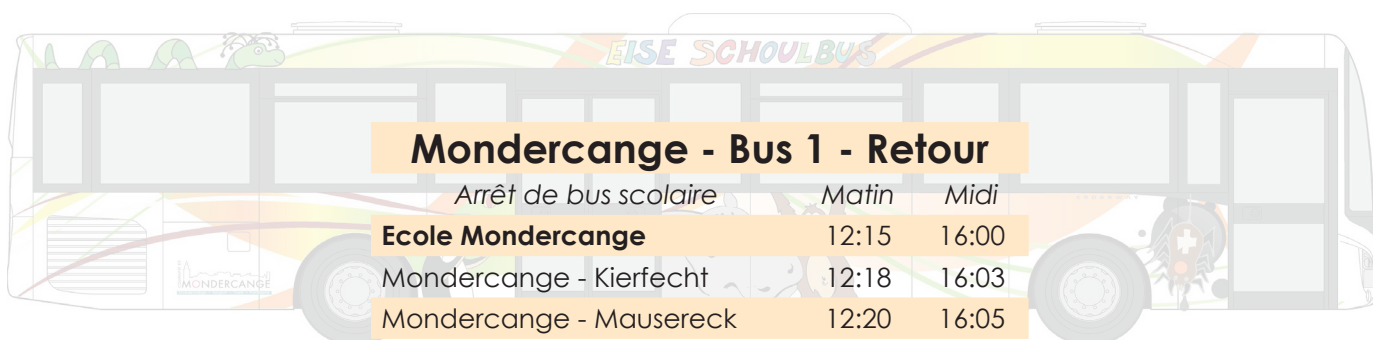 EISE SCHOULBUS
Mondercange - Bus 1 - Retour
Arrêt de bus scolaire Matin Midi
Ecole Mondercange 12:15 16:00
Mondercange - Kierfecht 12:18 16:03
MONDERCANGE
Mondercange - Mausereck 12:20 16:05